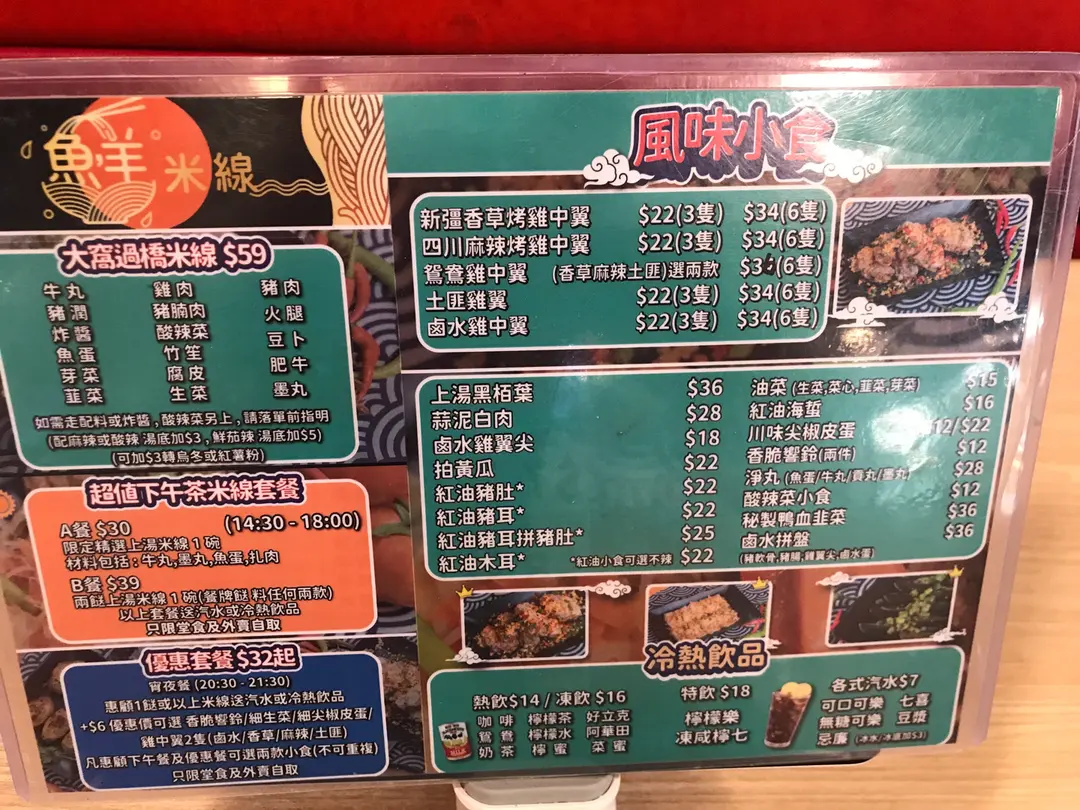 鮮米線
大窩過橋米線 $59
牛丸 雞肉 豬肉
豬潤 豬腩肉 火腿
炸醬 酸辣菜 豆卜
魚蛋 竹笙 肥牛
芽菜 腐皮 墨丸
韮菜 生菜
如需走配料或炸醬,酸辣菜另上,請落單前指明
(配麻辣或酸辣 湯底加$3,鮮茄辣 湯底加$5)
(可加$3轉烏冬或紅薯粉)
超值下午茶米線套餐
(14:30 - 18:00)
A餐 $30
限定精選上湯米線1碗
材料包括:牛丸,墨丸,魚蛋,扎肉
B餐 $39
兩餸上湯米線1碗(餐牌餸料任何兩款)
以上套餐送汽水或冷熱飲品
只限堂食及外賣自取
優惠套餐 $32起
宵夜餐 (20:30 - 21:30)
惠顧1餸或以上米線送汽水或冷熱飲品
+$6 優惠價可選 香脆響鈴/細生菜/細尖椒皮蛋/
雞中翼2隻(鹵水/香草/麻辣/土匪)
凡惠顧下午餐及優惠餐可選兩款小食(不可重複)
只限堂食及外賣自取
風味小食
新疆香草烤雞中翼 $22(3隻) $34(6隻)
四川麻辣烤雞中翼 $22(3隻) $34(6隻)
鴛鴦雞中翼 (香草麻辣土匪)選兩款 (6隻)
土匪雞翼 $22(3隻) $34(6隻)
鹵水雞中翼 $22(3隻) $34(6隻)
上湯黑栢葉 $36
蒜泥白肉 $28
鹵水雞翼尖 $18
拍黃瓜 $22
紅油豬肚* $22
紅油豬耳* $22
紅油豬耳拼豬肚* $25
紅油木耳* *紅油小食可選不辣 $22
油菜 (生菜,菜心,韮菜,芽菜) $15
紅油海蜇 $16
川味尖椒皮蛋 12/$22
香脆響鈴(兩件) $12
淨丸 (魚蛋/牛丸/貢丸/墨丸) $28
酸辣菜小食 $12
秘製鴨血韮菜 $36
鹵水拼盤 $36
(豬軟骨,豬腸,雞翼尖,鹵水蛋)
冷熱飲品
熱飲$14 / 凍飲 $16
咖啡 檸檬茶 好立克
鴛鴦 檸檬水 阿華田
奶茶 檸蜜 菜蜜
特飲 $18
檸檬樂
凍咸檸七
各式汽水$7
可口可樂 七喜
無糖可樂 豆漿
忌廉 (冰水/冰底加$3)